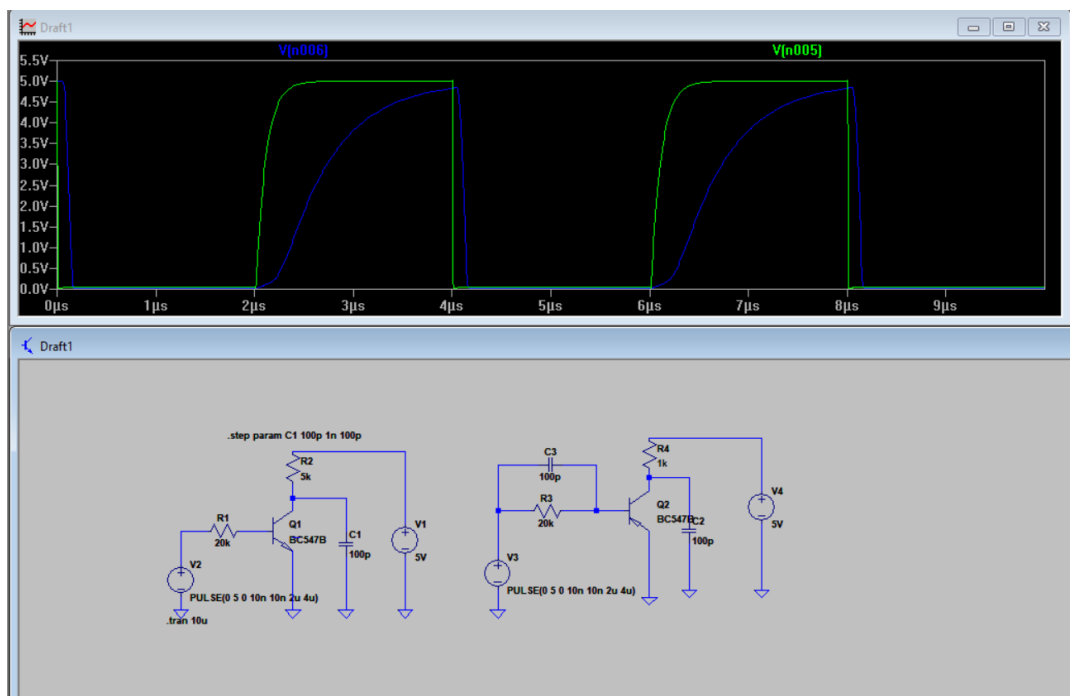 Draft1
V(n006) V(n005)
5.5V
5.0V
4.5V
4.0V
3.5V
3.0V
2.5V
2.0V
1.5V
1.0V
0.5V
0.0V
0µs 1µs 2µs 3µs 4µs 5µs 6µs 7µs 8µs 9µs
Draft1
.step param C1 100p 1n 100p
R2
5k
R1
20k
Q1
BC547B
C1
100p
V1
5V
V2
PULSE(0 5 0 10n 10n 2u 4u)
.tran 10u
C3
100p
R3
20k
R4
1k
Q2
BC547B
C2
100p
V4
5V
V3
PULSE(0 5 0 10n 10n 2u 4u)